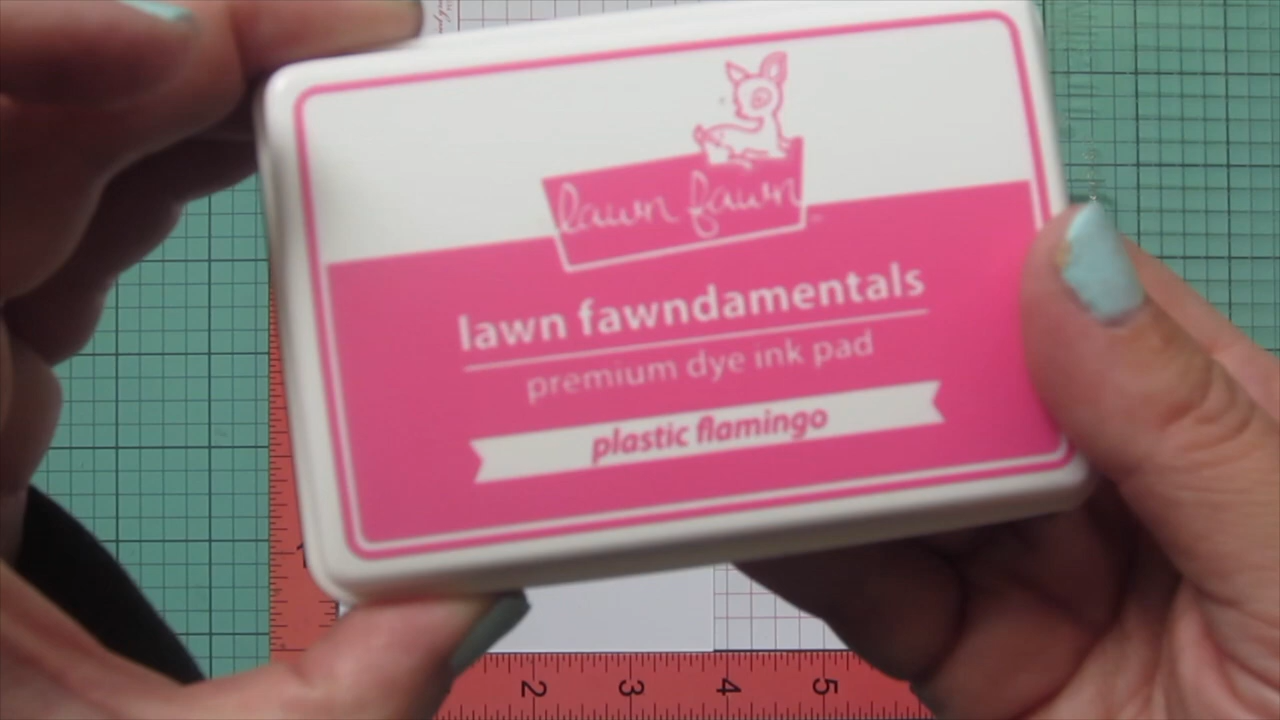 lawn fawn
lawn fawndamentals
premium dye ink pad
plastic flamingo
2 3 4 5